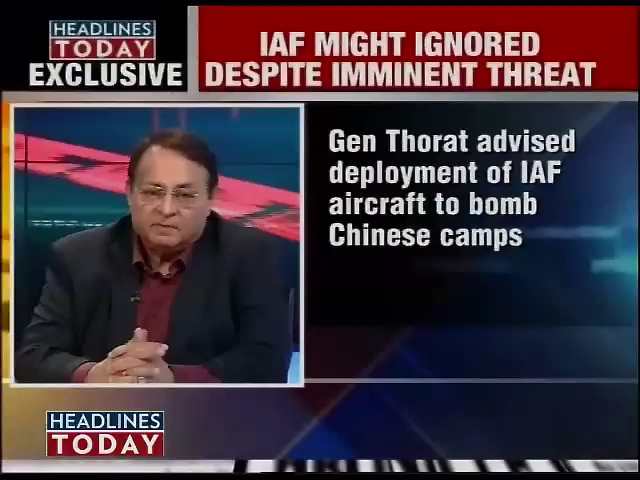 HEADLINES
TODAY
EXCLUSIVE
IAF MIGHT IGNORED
DESPITE IMMINENT THREAT
Gen Thorat advised
deployment of IAF
aircraft to bomb
Chinese camps
HEADLINES
TODAY